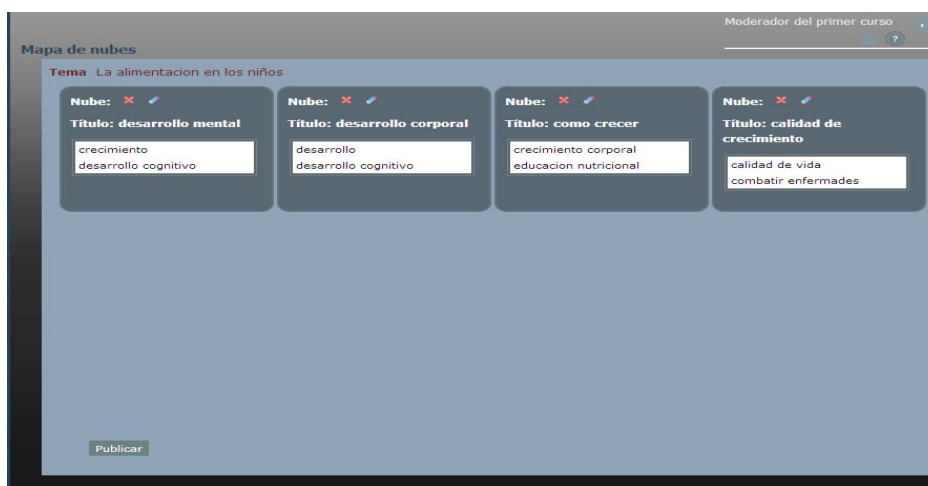 Moderador del primer curso
?
Mapa de nubes
Tema La alimentacion en los niños
Nube:
Título: desarrollo mental
crecimiento
desarrollo cognitivo
Nube:
Título: desarrollo corporal
desarrollo
desarrollo cognitivo
Nube:
Título: como crecer
crecimiento corporal
educacion nutricional
Nube:
Título: calidad de
crecimiento
calidad de vida
combatir enfermades
Publicar